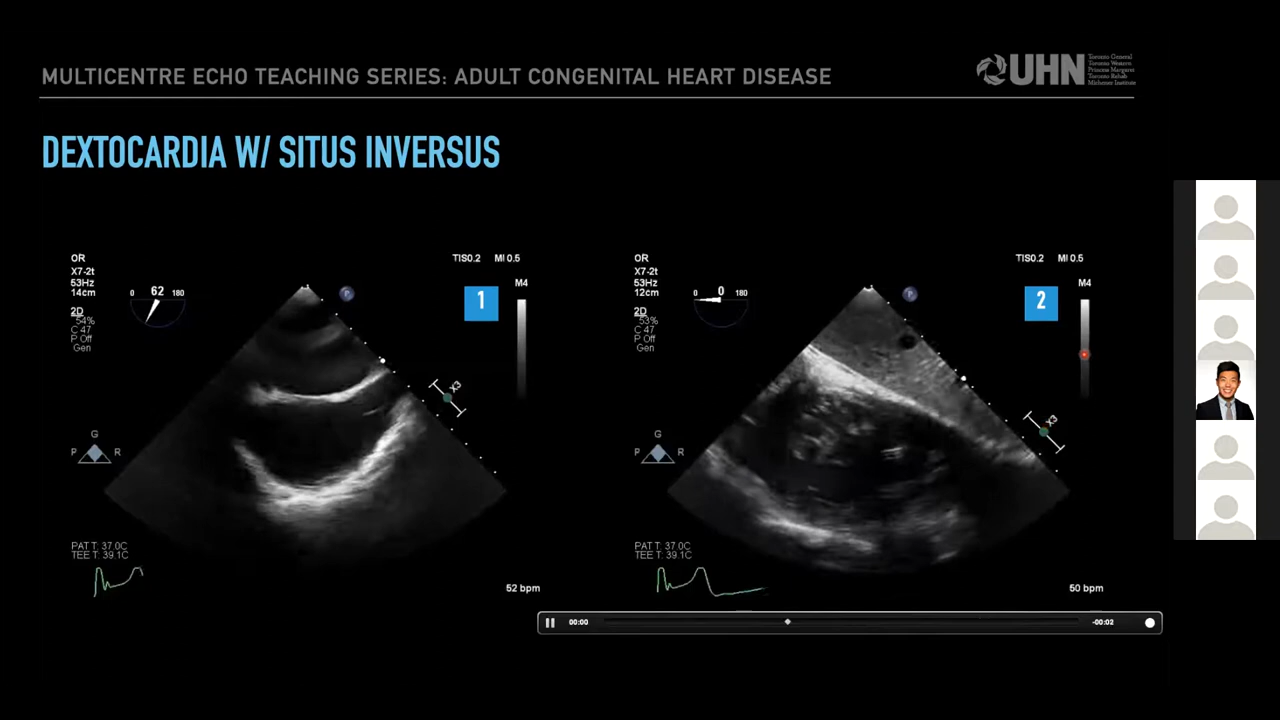 MULTICENTRE ECHO TEACHING SERIES: ADULT CONGENITAL HEART DISEASE
UHN
Toronto General
Toronto Western
Princess Margaret
Toronto Rehab
Michener Institute
DEXTOCARDIA W/ SITUS INVERSUS
OR
X7-2t
53Hz
14cm
2D
54%
C 47
P Off
Gen
0 62 180
P
TIS0.2 MI 0.5
M4
1
X3
G
P R
PAT T: 37.0C
TEE T: 39.1C
52 bpm
OR
X7-2t
53Hz
12cm
2D
53%
C 47
P Off
Gen
0 0 180
P
TIS0.2 MI 0.5
M4
2
X3
G
P R
PAT T: 37.0C
TEE T: 39.1C
50 bpm
00:00 -00:02